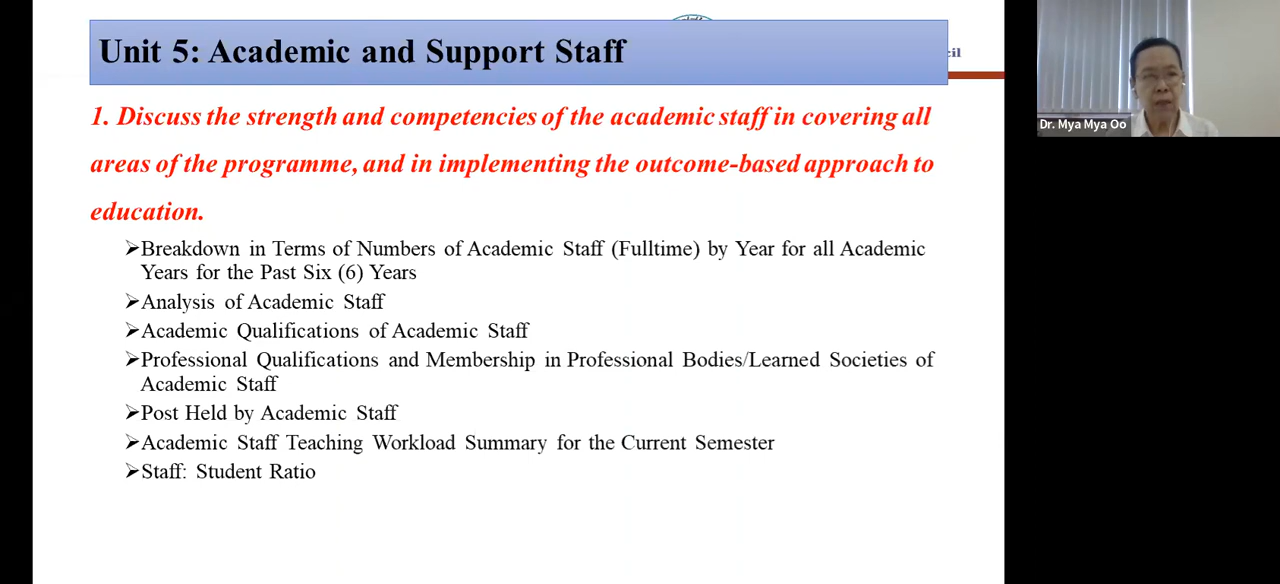 Unit 5: Academic and Support Staff
1. Discuss the strength and competencies of the academic staff in covering all
areas of the programme, and in implementing the outcome-based approach to
education.
➢Breakdown in Terms of Numbers of Academic Staff (Fulltime) by Year for all Academic
Years for the Past Six (6) Years
➢Analysis of Academic Staff
➢Academic Qualifications of Academic Staff
➢Professional Qualifications and Membership in Professional Bodies/Learned Societies of
Academic Staff
➢Post Held by Academic Staff
➢Academic Staff Teaching Workload Summary for the Current Semester
➢Staff: Student Ratio
Dr. Mya Mya Oo